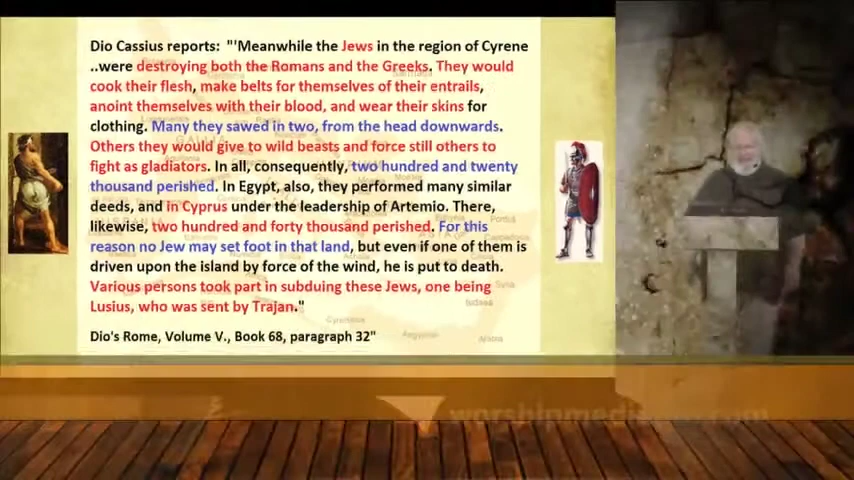 Dio Cassius reports: "'Meanwhile the Jews in the region of Cyrene
..were destroying both the Romans and the Greeks. They would
cook their flesh, make belts for themselves of their entrails,
anoint themselves with their blood, and wear their skins for
clothing. Many they sawed in two, from the head downwards.
Others they would give to wild beasts and force still others to
fight as gladiators. In all, consequently, two hundred and twenty
thousand perished. In Egypt, also, they performed many similar
deeds, and in Cyprus under the leadership of Artemio. There,
likewise, two hundred and forty thousand perished. For this
reason no Jew may set foot in that land, but even if one of them is
driven upon the island by force of the wind, he is put to death.
Various persons took part in subduing these Jews, one being
Lusius, who was sent by Trajan."
Dio's Rome, Volume V., Book 68, paragraph 32"